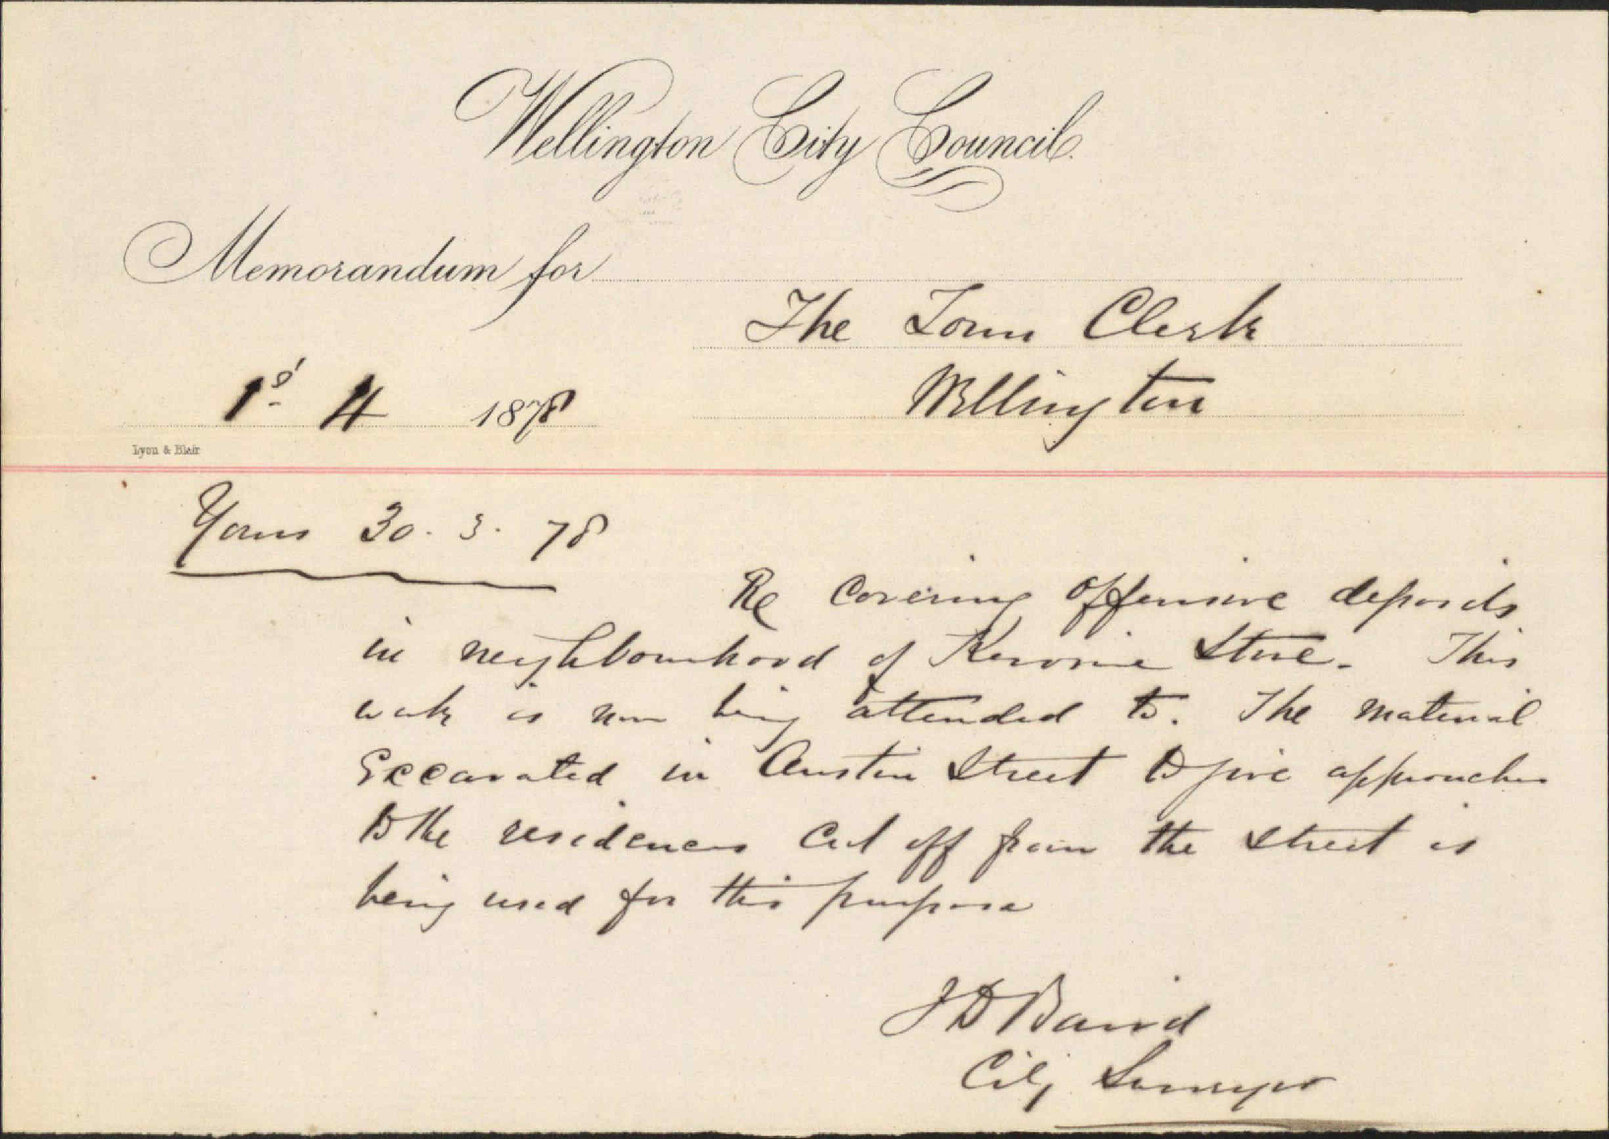 Wellington City Council.
Memorandum for
The Town Clerk
1st 4 1878
Wellington
Lyon & Blair
Yours 30. 3. 78
Re Covering offensive deposits
in neighbourhood of Kerosine Store. This
work is now being attended to. The material
Excavated in Austin Street to give approaches
to the residences cut off from the street is
being used for this purpose
J D Baird
City Surveyor